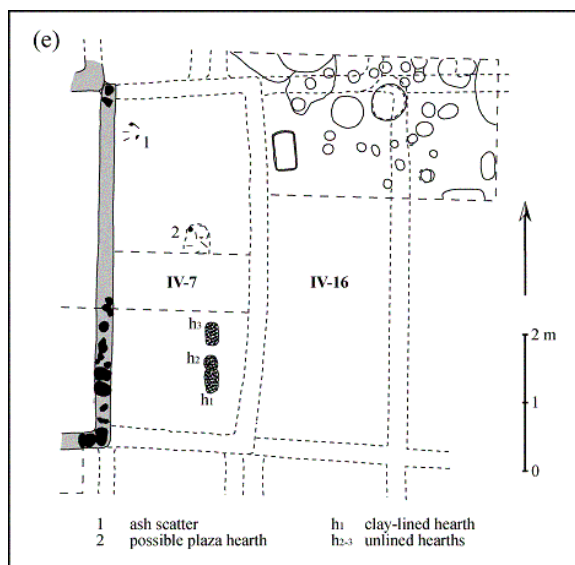 (e)
1
2
IV-7
IV-16
h3
h2
h1
2 m
1
0
1 ash scatter
2 possible plaza hearth
h1 clay-lined hearth
h2-3 unlined hearths